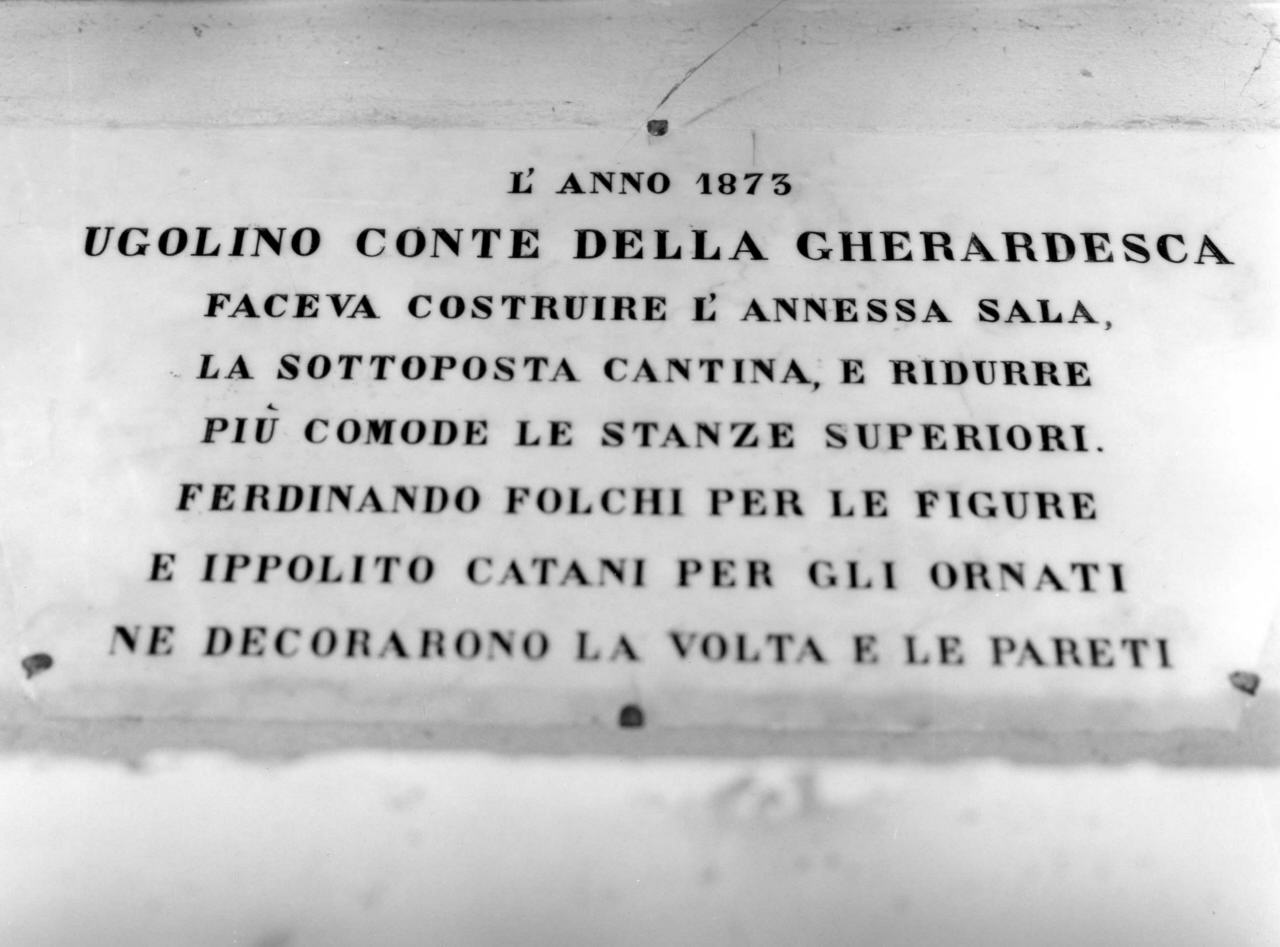 L' ANNO 1873
UGOLINO CONTE DELLA GHERARDESCA
FACEVA COSTRUIRE L' ANNESSA SALA,
LA SOTTOPOSTA CANTINA, E RIDURRE
PIÙ COMODE LE STANZE SUPERIORI.
FERDINANDO FOLCHI PER LE FIGURE
E IPPOLITO CATANI PER GLI ORNATI
NE DECORARONO LA VOLTA E LE PARETI